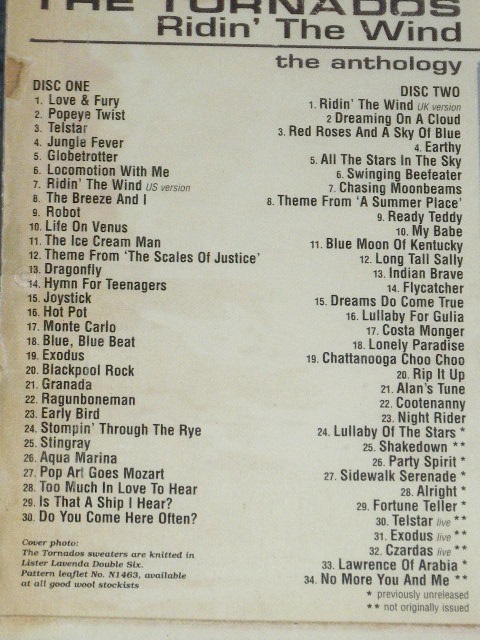 THE TORNADOS
Ridin' The Wind
the anthology
DISC ONE
1. Love & Fury
2. Popeye Twist
3. Telstar
4. Jungle Fever
5. Globetrotter
6. Locomotion With Me
7. Ridin' The Wind US version
8. The Breeze And I
9. Robot
10. Life On Venus
11. The Ice Cream Man
12. Theme From 'The Scales Of Justice'
13. Dragonfly
14. Hymn For Teenagers
15. Joystick
16. Hot Pot
17. Monte Carlo
18. Blue, Blue Beat
19. Exodus
20. Blackpool Rock
21. Granada
22. Ragunboneman
23. Early Bird
24. Stompin' Through The Rye
25. Stingray
26. Aqua Marina
27. Pop Art Goes Mozart
28. Too Much In Love To Hear
29. Is That A Ship I Hear?
30. Do You Come Here Often?
Cover photo:
The Tornados sweaters are knitted in
Lister Lavenda Double Six.
Pattern leaflet No. N1463, available
at all good wool stockists
DISC TWO
1. Ridin' The Wind UK version
2 Dreaming On A Cloud
3. Red Roses And A Sky Of Blue
4. Earthy
5. All The Stars In The Sky
6. Swinging Beefeater
7. Chasing Moonbeams
8. Theme From 'A Summer Place'
9. Ready Teddy
10. My Babe
11. Blue Moon Of Kentucky
12. Long Tall Sally
13. Indian Brave
14. Flycatcher
15. Dreams Do Come True
16. Lullaby For Gulia
17. Costa Monger
18. Lonely Paradise
19. Chattanooga Choo Choo
20. Rip It Up
21. Alan's Tune
22. Cootenanny
23. Night Rider
24. Lullaby Of The Stars *
25. Shakedown **
26. Party Spirit *
27. Sidewalk Serenade *
28. Alright *
29. Fortune Teller *
30. Telstar live **
31. Exodus live **
32. Czardas live **
33. Lawrence Of Arabia *
34. No More You And Me **
* previously unreleased
** not originally issued